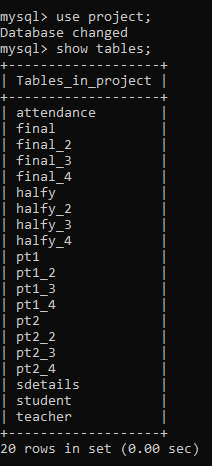 mysql> use project;
Database changed
mysql> show tables;
+-------------------+
| Tables_in_project |
+-------------------+
| attendance        |
| final             |
| final_2           |
| final_3           |
| final_4           |
| halfy             |
| halfy_2           |
| halfy_3           |
| halfy_4           |
| pt1               |
| pt1_2             |
| pt1_3             |
| pt1_4             |
| pt2               |
| pt2_2             |
| pt2_3             |
| pt2_4             |
| sdetails          |
| student           |
| teacher           |
+-------------------+
20 rows in set (0.00 sec)